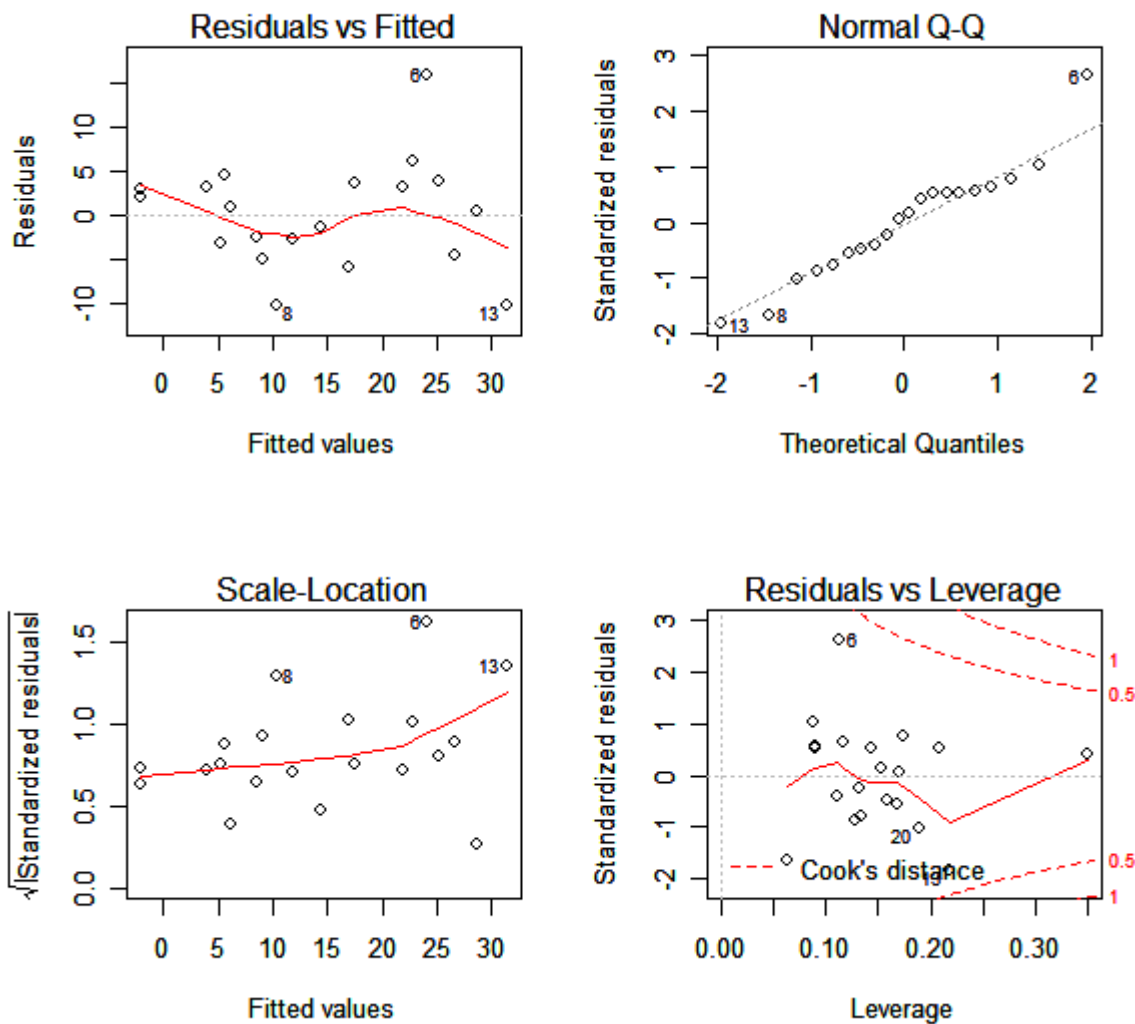 Residuals vs Fitted
Residuals
-10 0 5 10
0 5 10 15 20 25 30
Fitted values
6
8
13
Normal Q-Q
Standardized residuals
-2 -1 0 1 2 3
-2 -1 0 1 2
Theoretical Quantiles
6
13
8
Scale-Location
√|Standardized residuals|
0.0 0.5 1.0 1.5
0 5 10 15 20 25 30
Fitted values
6
8
13
Residuals vs Leverage
Standardized residuals
-2 -1 0 1 2 3
0.00 0.10 0.20 0.30
Leverage
6
20
Cook's distance
1
0.5
0.5
1